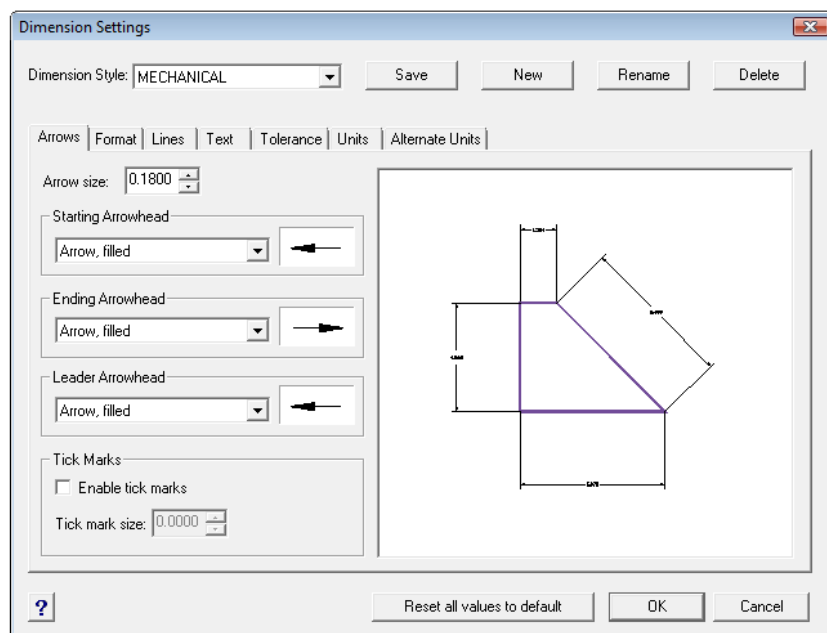 Dimension Settings
Dimension Style: MECHANICAL Save New Rename Delete
Arrows Format Lines Text Tolerance Units Alternate Units
Arrow size: 0.1800
Starting Arrowhead
Arrow, filled
Ending Arrowhead
Arrow, filled
Leader Arrowhead
Arrow, filled
Tick Marks
Enable tick marks
Tick mark size: 0.0000
? Reset all values to default OK Cancel